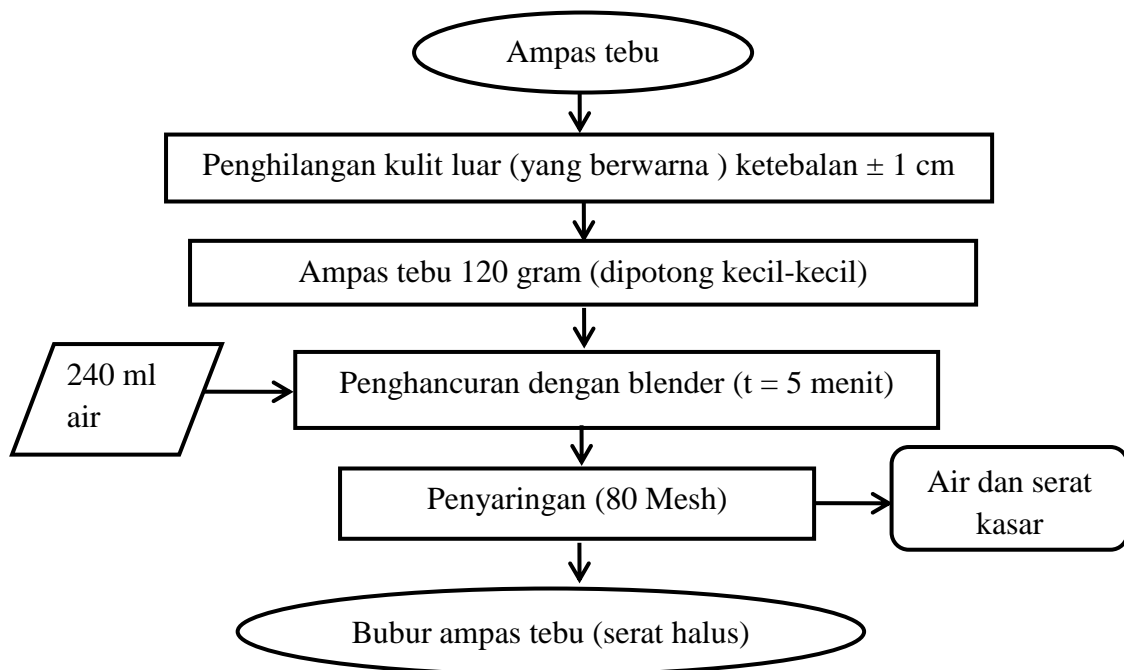 Ampas tebu
Penghilangan kulit luar (yang berwarna ) ketebalan ± 1 cm
Ampas tebu 120 gram (dipotong kecil-kecil)
240 ml
air
Penghancuran dengan blender (t = 5 menit)
Penyaringan (80 Mesh)
Air dan serat
kasar
Bubur ampas tebu (serat halus)